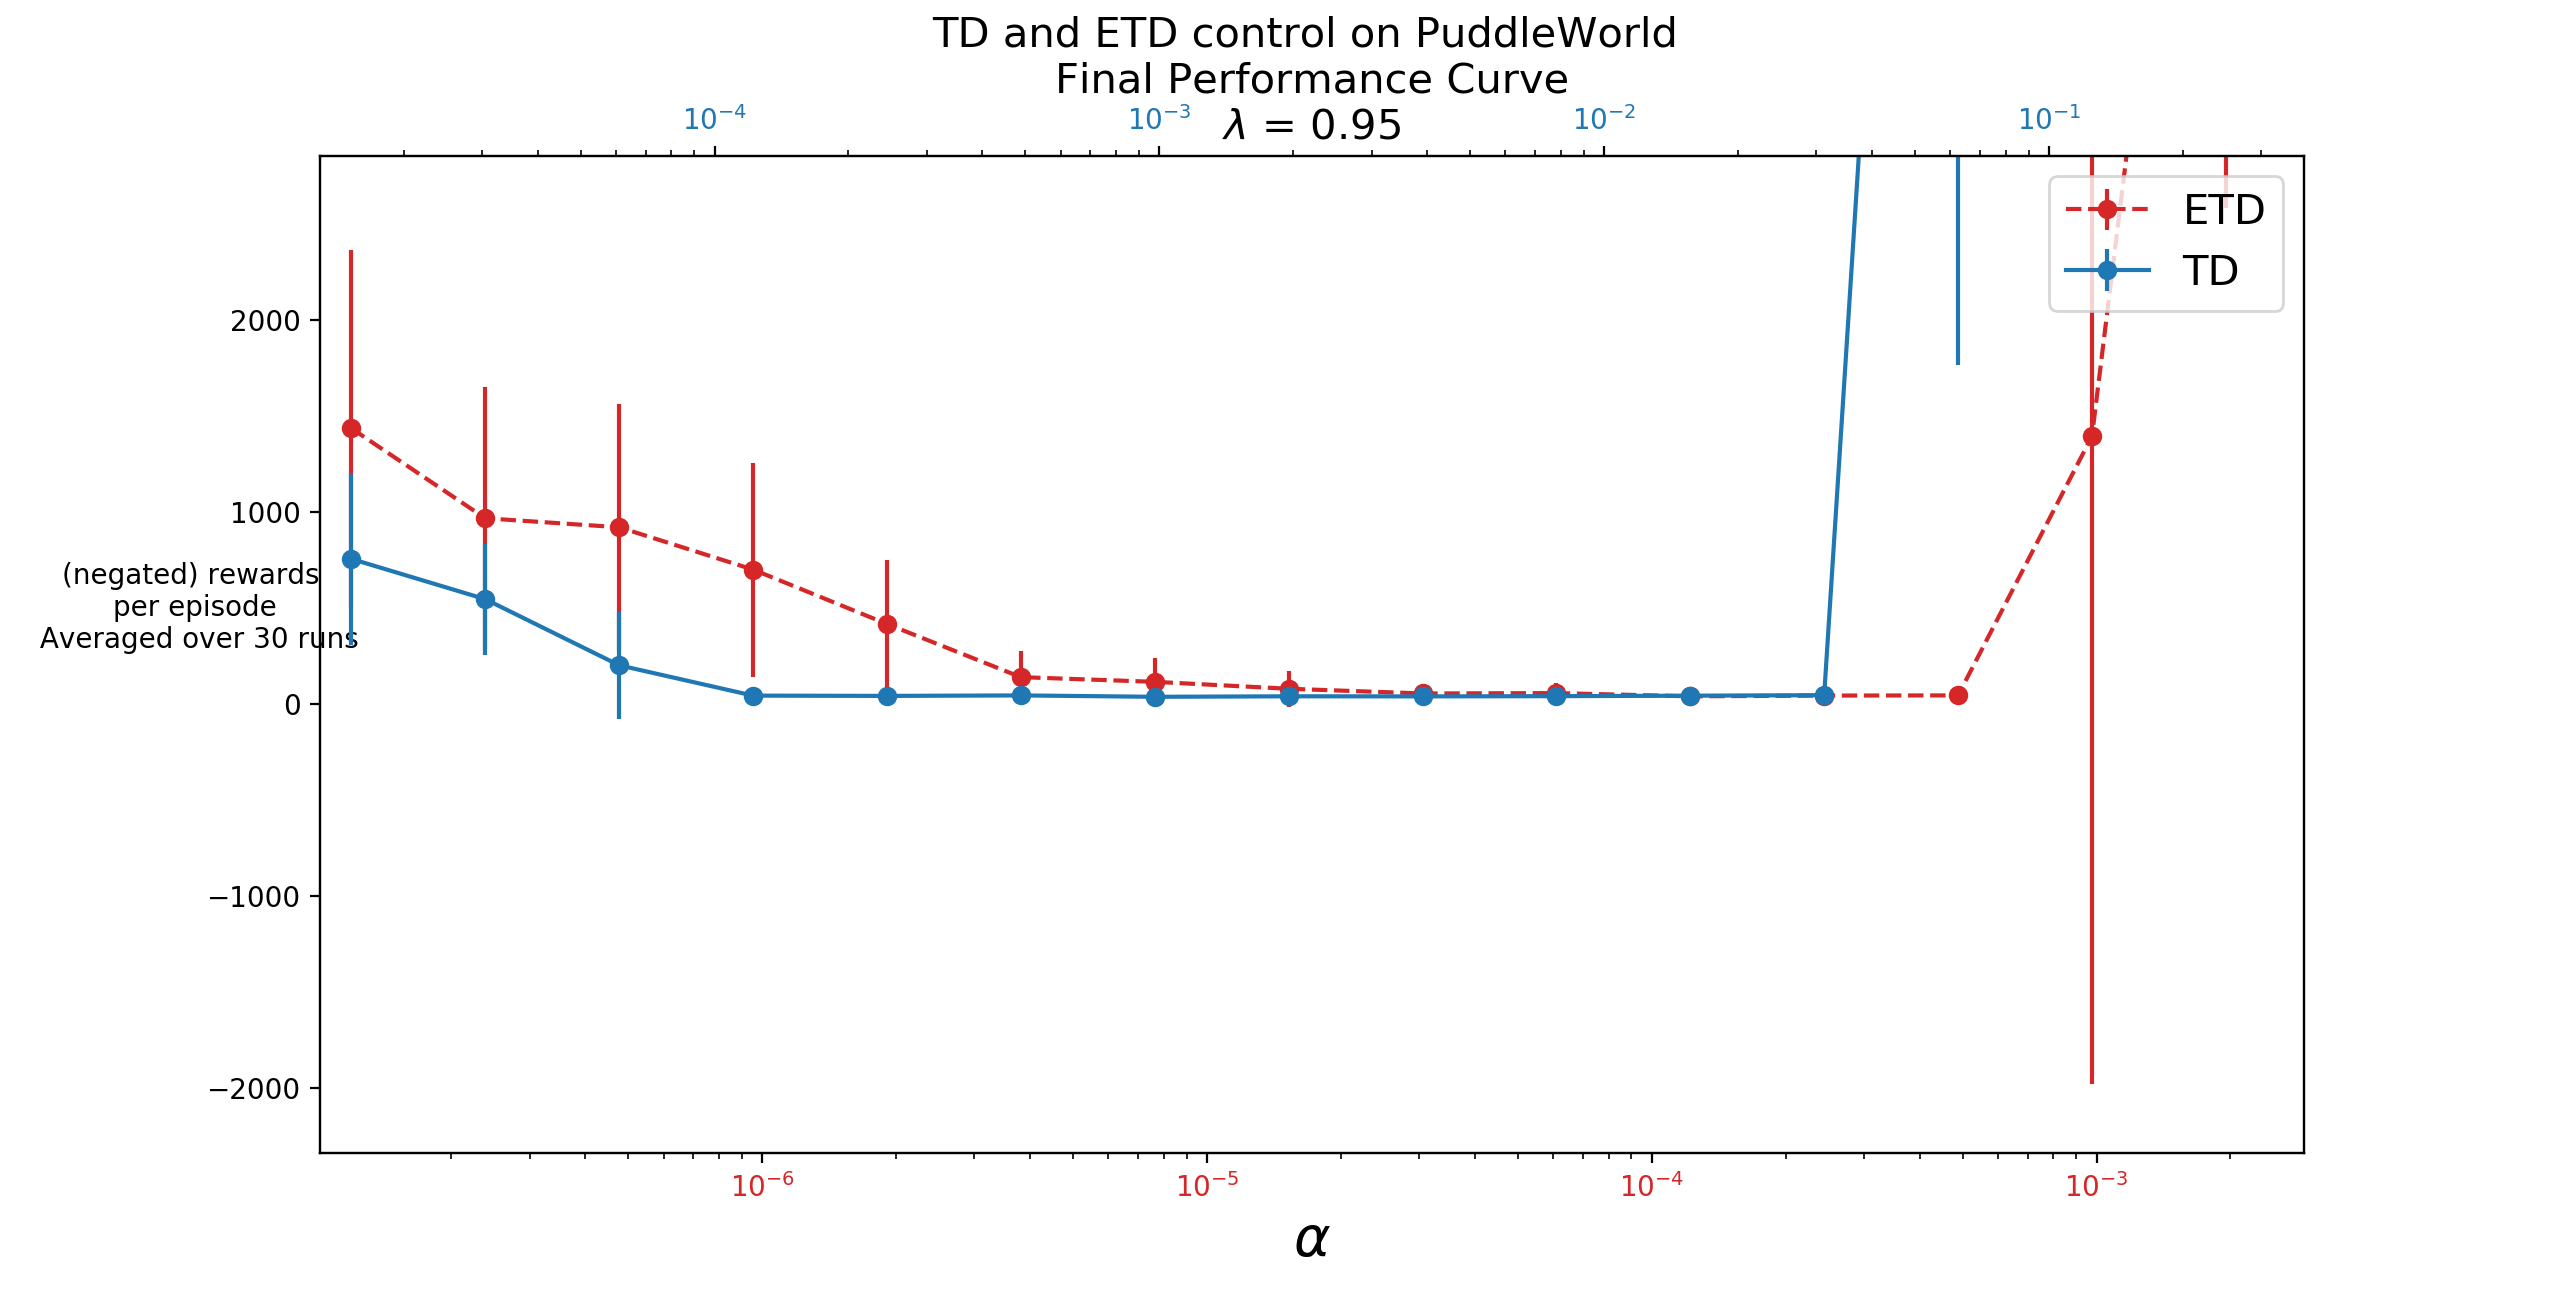 TD and ETD control on PuddleWorld
Final Performance Curve
λ = 0.95
10⁻⁴ 10⁻³ 10⁻² 10⁻¹
ETD
TD
2000
1000
0
−1000
−2000
(negated) rewards
per episode
Averaged over 30 runs
10⁻⁶ 10⁻⁵ 10⁻⁴ 10⁻³
α